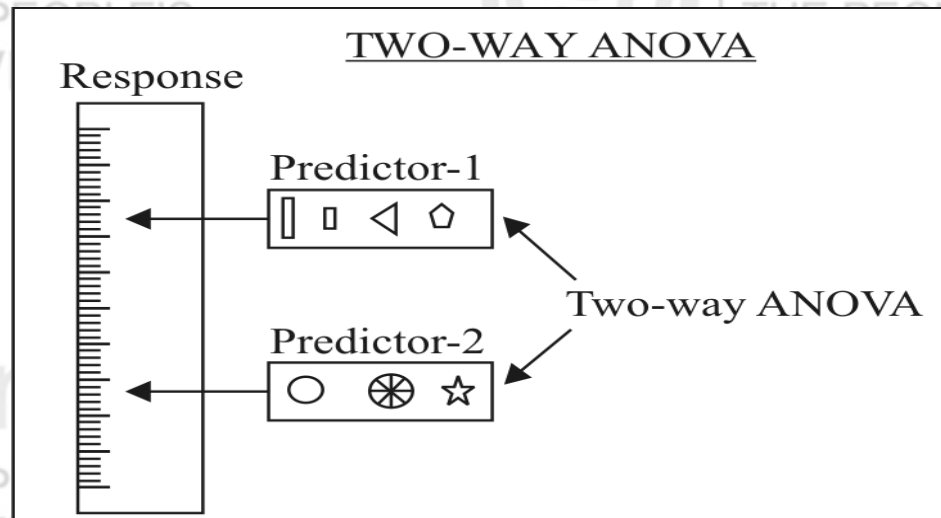 TWO-WAY ANOVA
Response
Predictor-1
Two-way ANOVA
Predictor-2